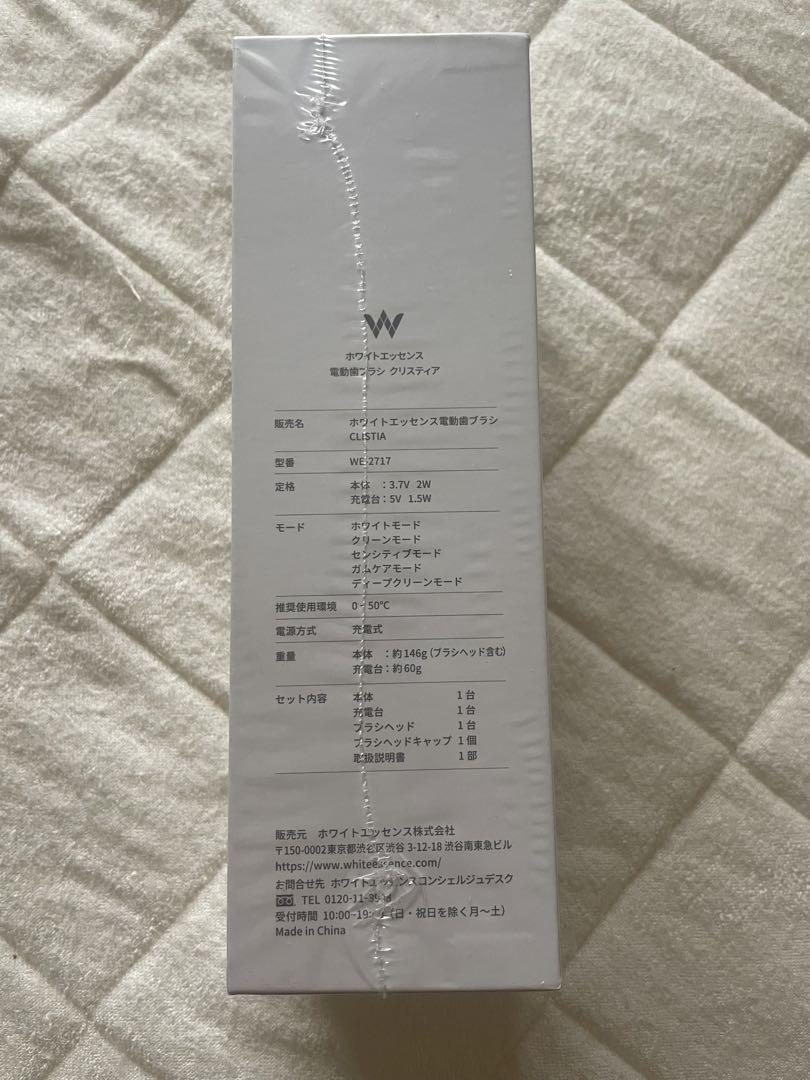 W
ホワイトエッセンス
電動歯ブラシ クリスティア
販売名 ホワイトエッセンス電動歯ブラシ
CLISTIA
型番 WE-2717
定格 本体 ：3.7V 2W
充電台：5V 1.5W
モード ホワイトモード
クリーンモード
センシティブモード
ガムケアモード
ディープクリーンモード
推奨使用環境 0~50℃
電源方式 充電式
重量 本体 ：約146g（ブラシヘッド含む）
充電台：約60g
セット内容 本体 1台
充電台 1台
ブラシヘッド 1台
ブラシヘッドキャップ 1個
取扱説明書 1部
販売元 ホワイトエッセンス株式会社
〒150-0002東京都渋谷区渋谷 3-12-18 渋谷南東急ビル
https://www.whiteessence.com/
お問合せ先 ホワイトエッセンスコンシェルジュデスク
TEL
受付時間 （日・祝日を除く月～土）
Made in China